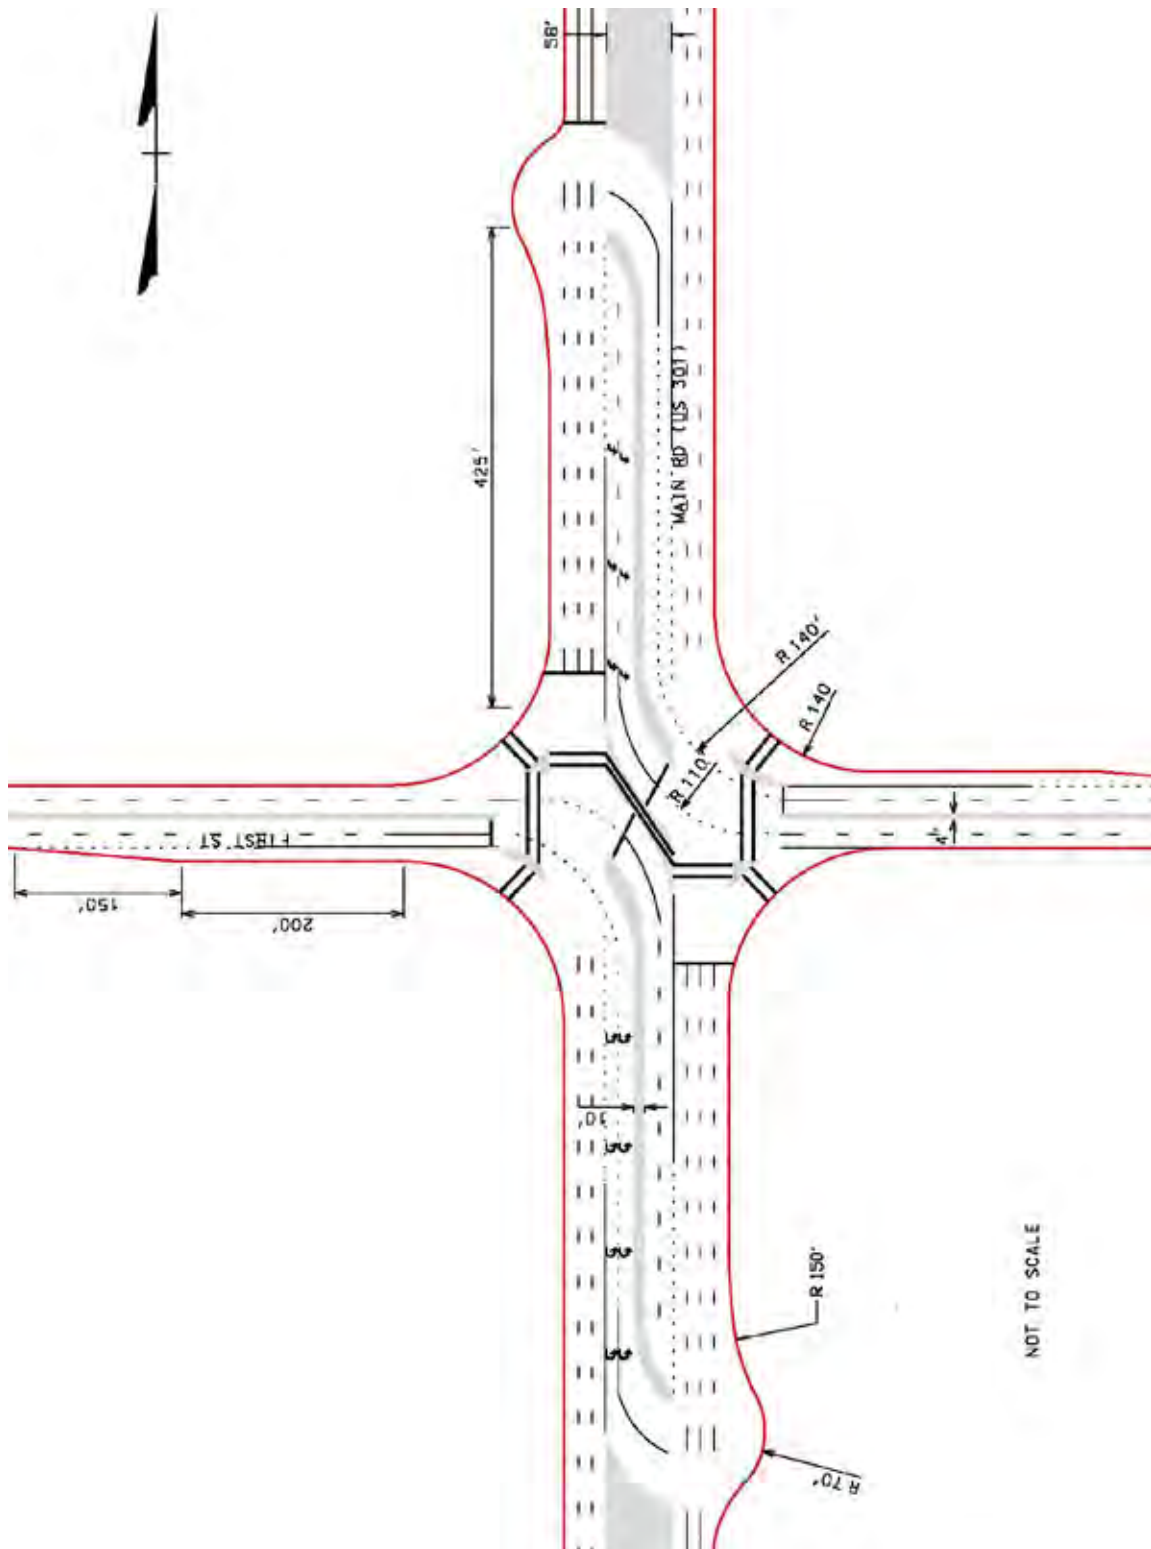 58'
MAIN RD (US 301)
425'
R 140'
R 140
R 110
FIRST ST
4'
150'
200'
10'
R 150'
NOT TO SCALE
R 70'